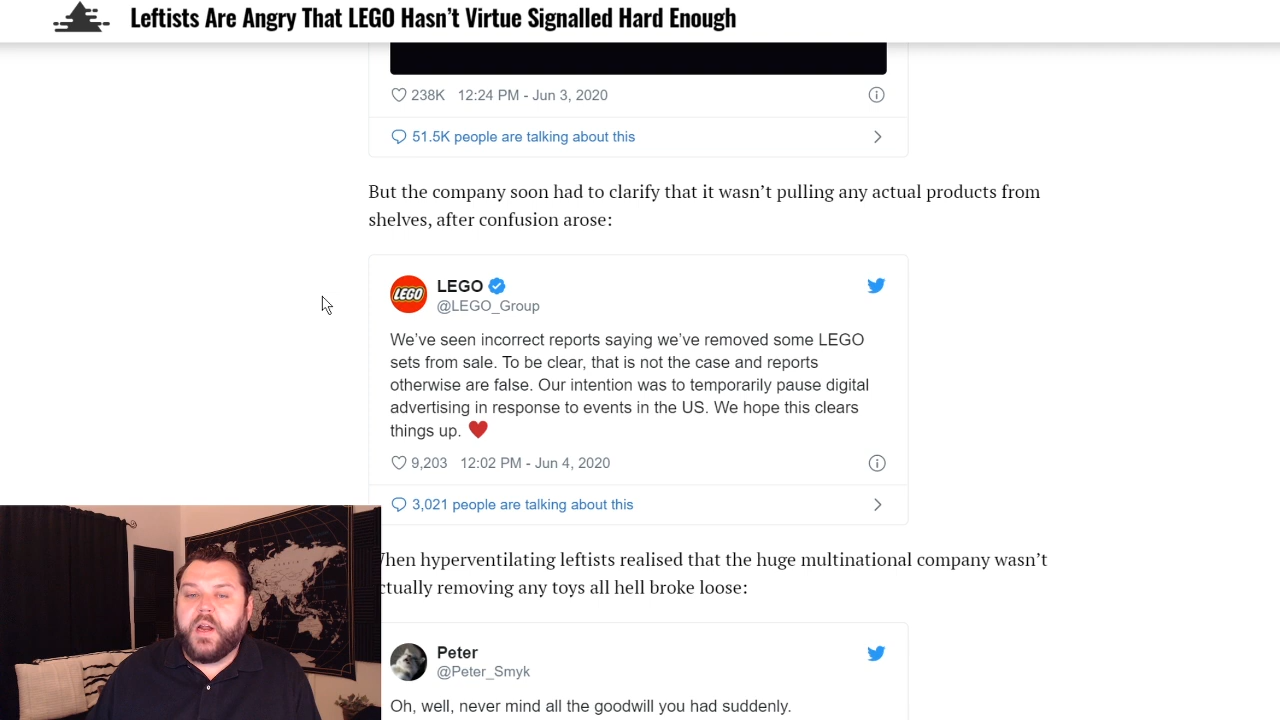 Leftists Are Angry That LEGO Hasn’t Virtue Signalled Hard Enough
238K 12:24 PM - Jun 3, 2020
51.5K people are talking about this
But the company soon had to clarify that it wasn’t pulling any actual products from
shelves, after confusion arose:
LEGO
LEGO
@LEGO_Group
We’ve seen incorrect reports saying we’ve removed some LEGO
sets from sale. To be clear, that is not the case and reports
otherwise are false. Our intention was to temporarily pause digital
advertising in response to events in the US. We hope this clears
things up. ❤️
9,203 12:02 PM - Jun 4, 2020
3,021 people are talking about this
When hyperventilating leftists realised that the huge multinational company wasn’t
actually removing any toys all hell broke loose:
Peter
@Peter_Smyk
Oh, well, never mind all the goodwill you had suddenly.